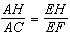 AH/AC = EH/EF